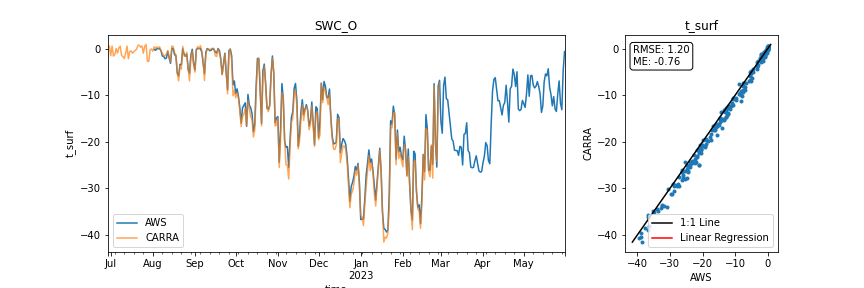 SWC_O
t_surf
0
−10
−20
−30
−40
t_surf
AWS
CARRA
Jul Aug Sep Oct Nov Dec Jan Feb Mar Apr May
2023
time
t_surf
RMSE: 1.20
ME: -0.76
0
−10
−20
−30
−40
CARRA
1:1 Line
Linear Regression
−40 −30 −20 −10 0
AWS